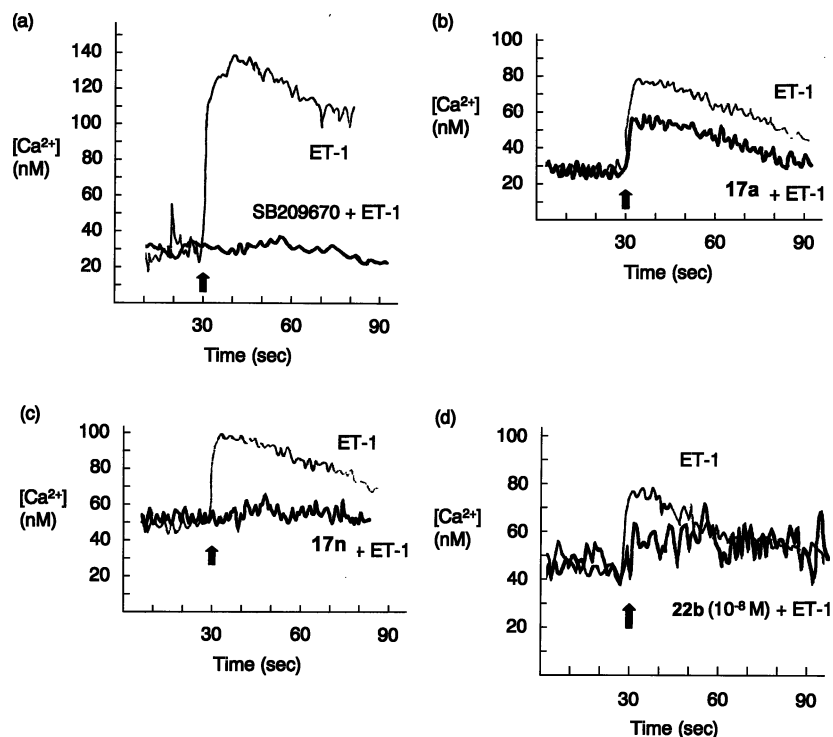 (a)
140
120
100
80
60
40
20
[Ca²⁺]
(nM)
ET-1
SB209670 + ET-1
30
60
90
Time (sec)
(b)
100
80
60
40
20
[Ca²⁺]
(nM)
ET-1
17a + ET-1
30
60
90
Time (sec)
(c)
100
80
60
40
20
[Ca²⁺]
(nM)
ET-1
17n + ET-1
30
60
90
Time (sec)
(d)
100
80
60
40
20
[Ca²⁺]
(nM)
ET-1
22b (10⁻⁸ M) + ET-1
30
60
90
Time (sec)